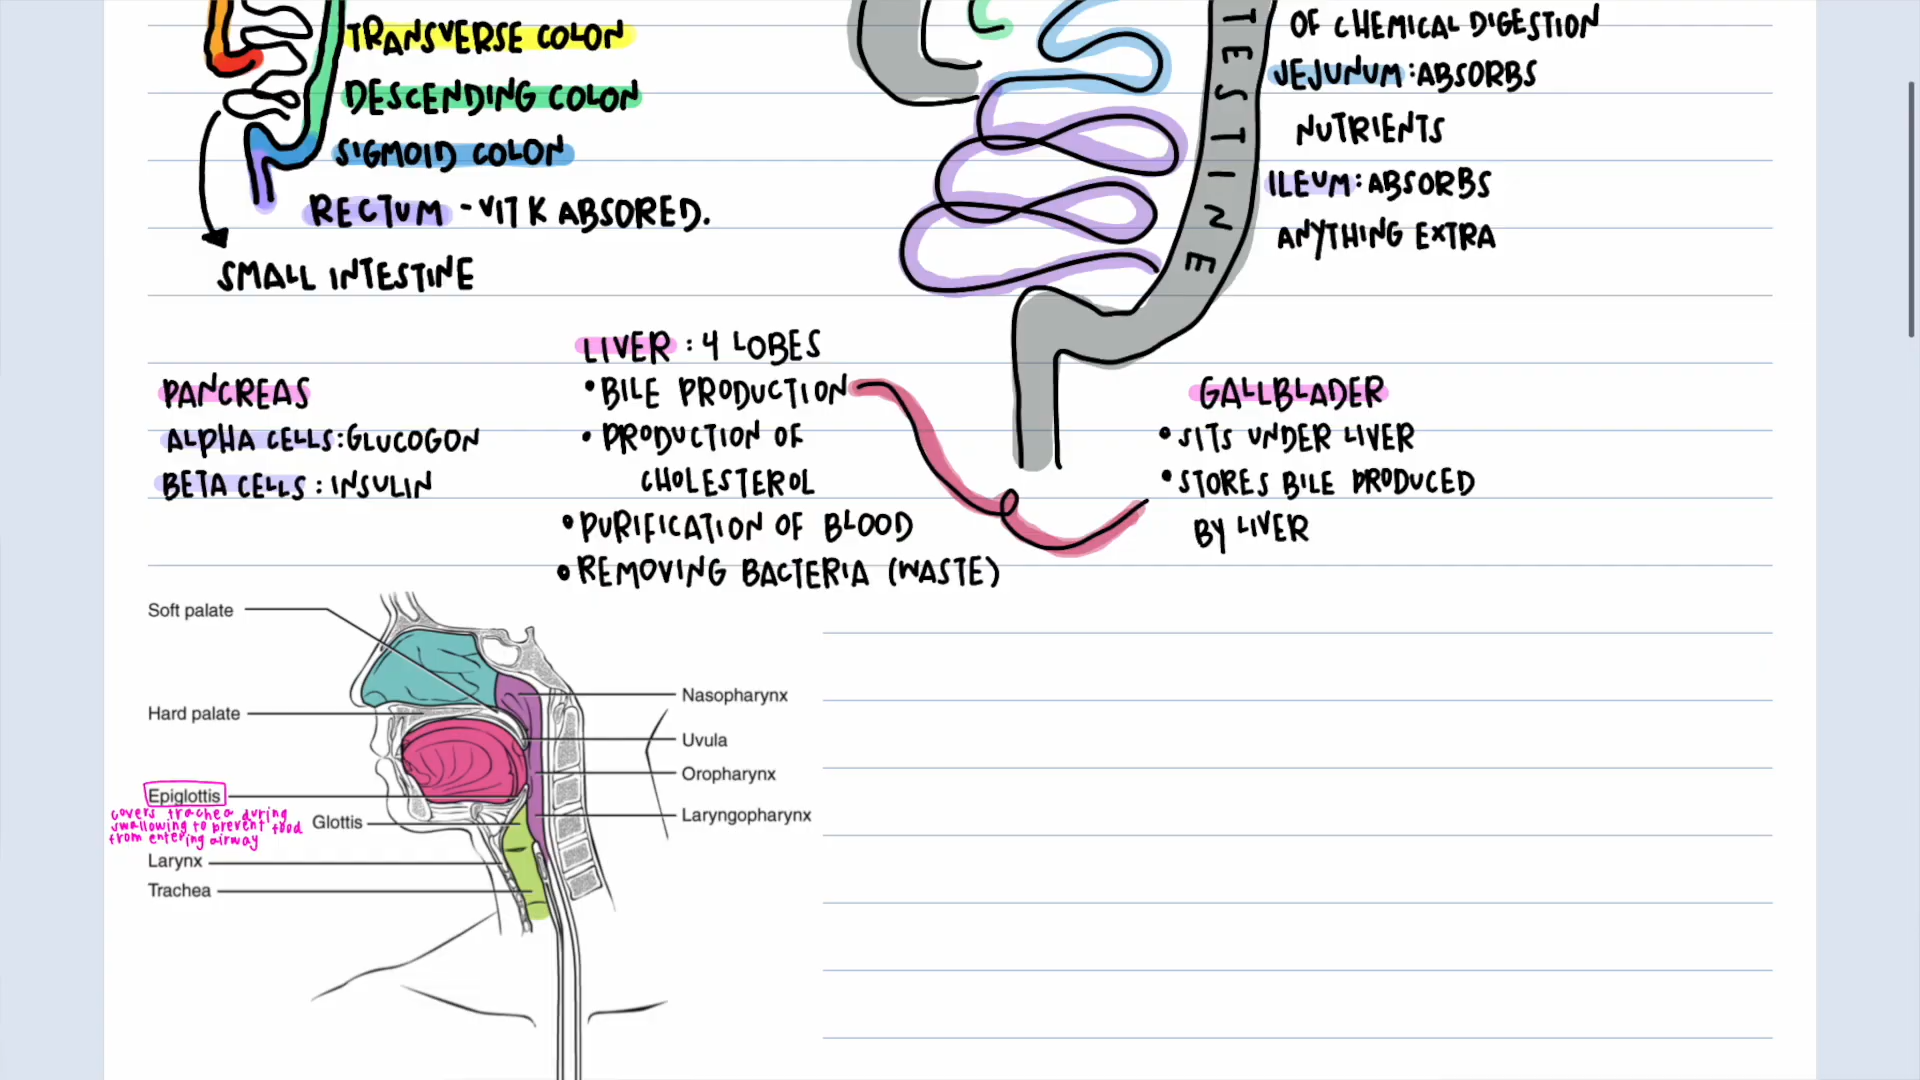 TRANSVERSE COLON
DESCENDING COLON
SIGMOID COLON
RECTUM - VIT K ABSORED.
SMALL INTESTINE
TESTINE
OF CHEMICAL DIGESTION
JEJUNUM: ABSORBS
NUTRIENTS
ILEUM: ABSORBS
ANYTHING EXTRA
PANCREAS
ALPHA CELLS: GLUCOGON
BETA CELLS: INSULIN
LIVER: 4 LOBES
• BILE PRODUCTION
• PRODUCTION OF
CHOLESTEROL
• PURIFICATION OF BLOOD
• REMOVING BACTERIA (WASTE)
GALLBLADER
• SITS UNDER LIVER
• STORES BILE PRODUCED
BY LIVER
Soft palate
Hard palate
Epiglottis
covers trachea during
swallowing to prevent food
from entering airway
Glottis
Larynx
Trachea
Nasopharynx
Uvula
Oropharynx
Laryngopharynx